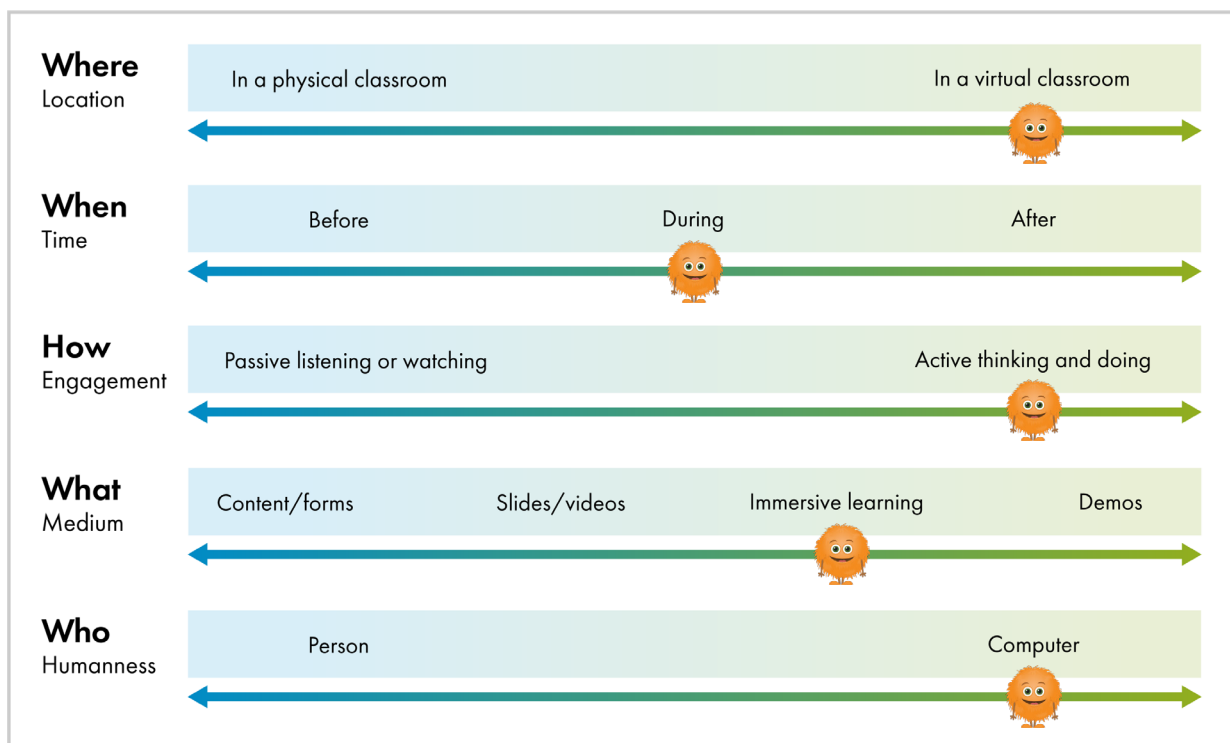 Where
Location
In a physical classroom
In a virtual classroom
When
Time
Before
During
After
How
Engagement
Passive listening or watching
Active thinking and doing
What
Medium
Content/forms
Slides/videos
Immersive learning
Demos
Who
Humanness
Person
Computer